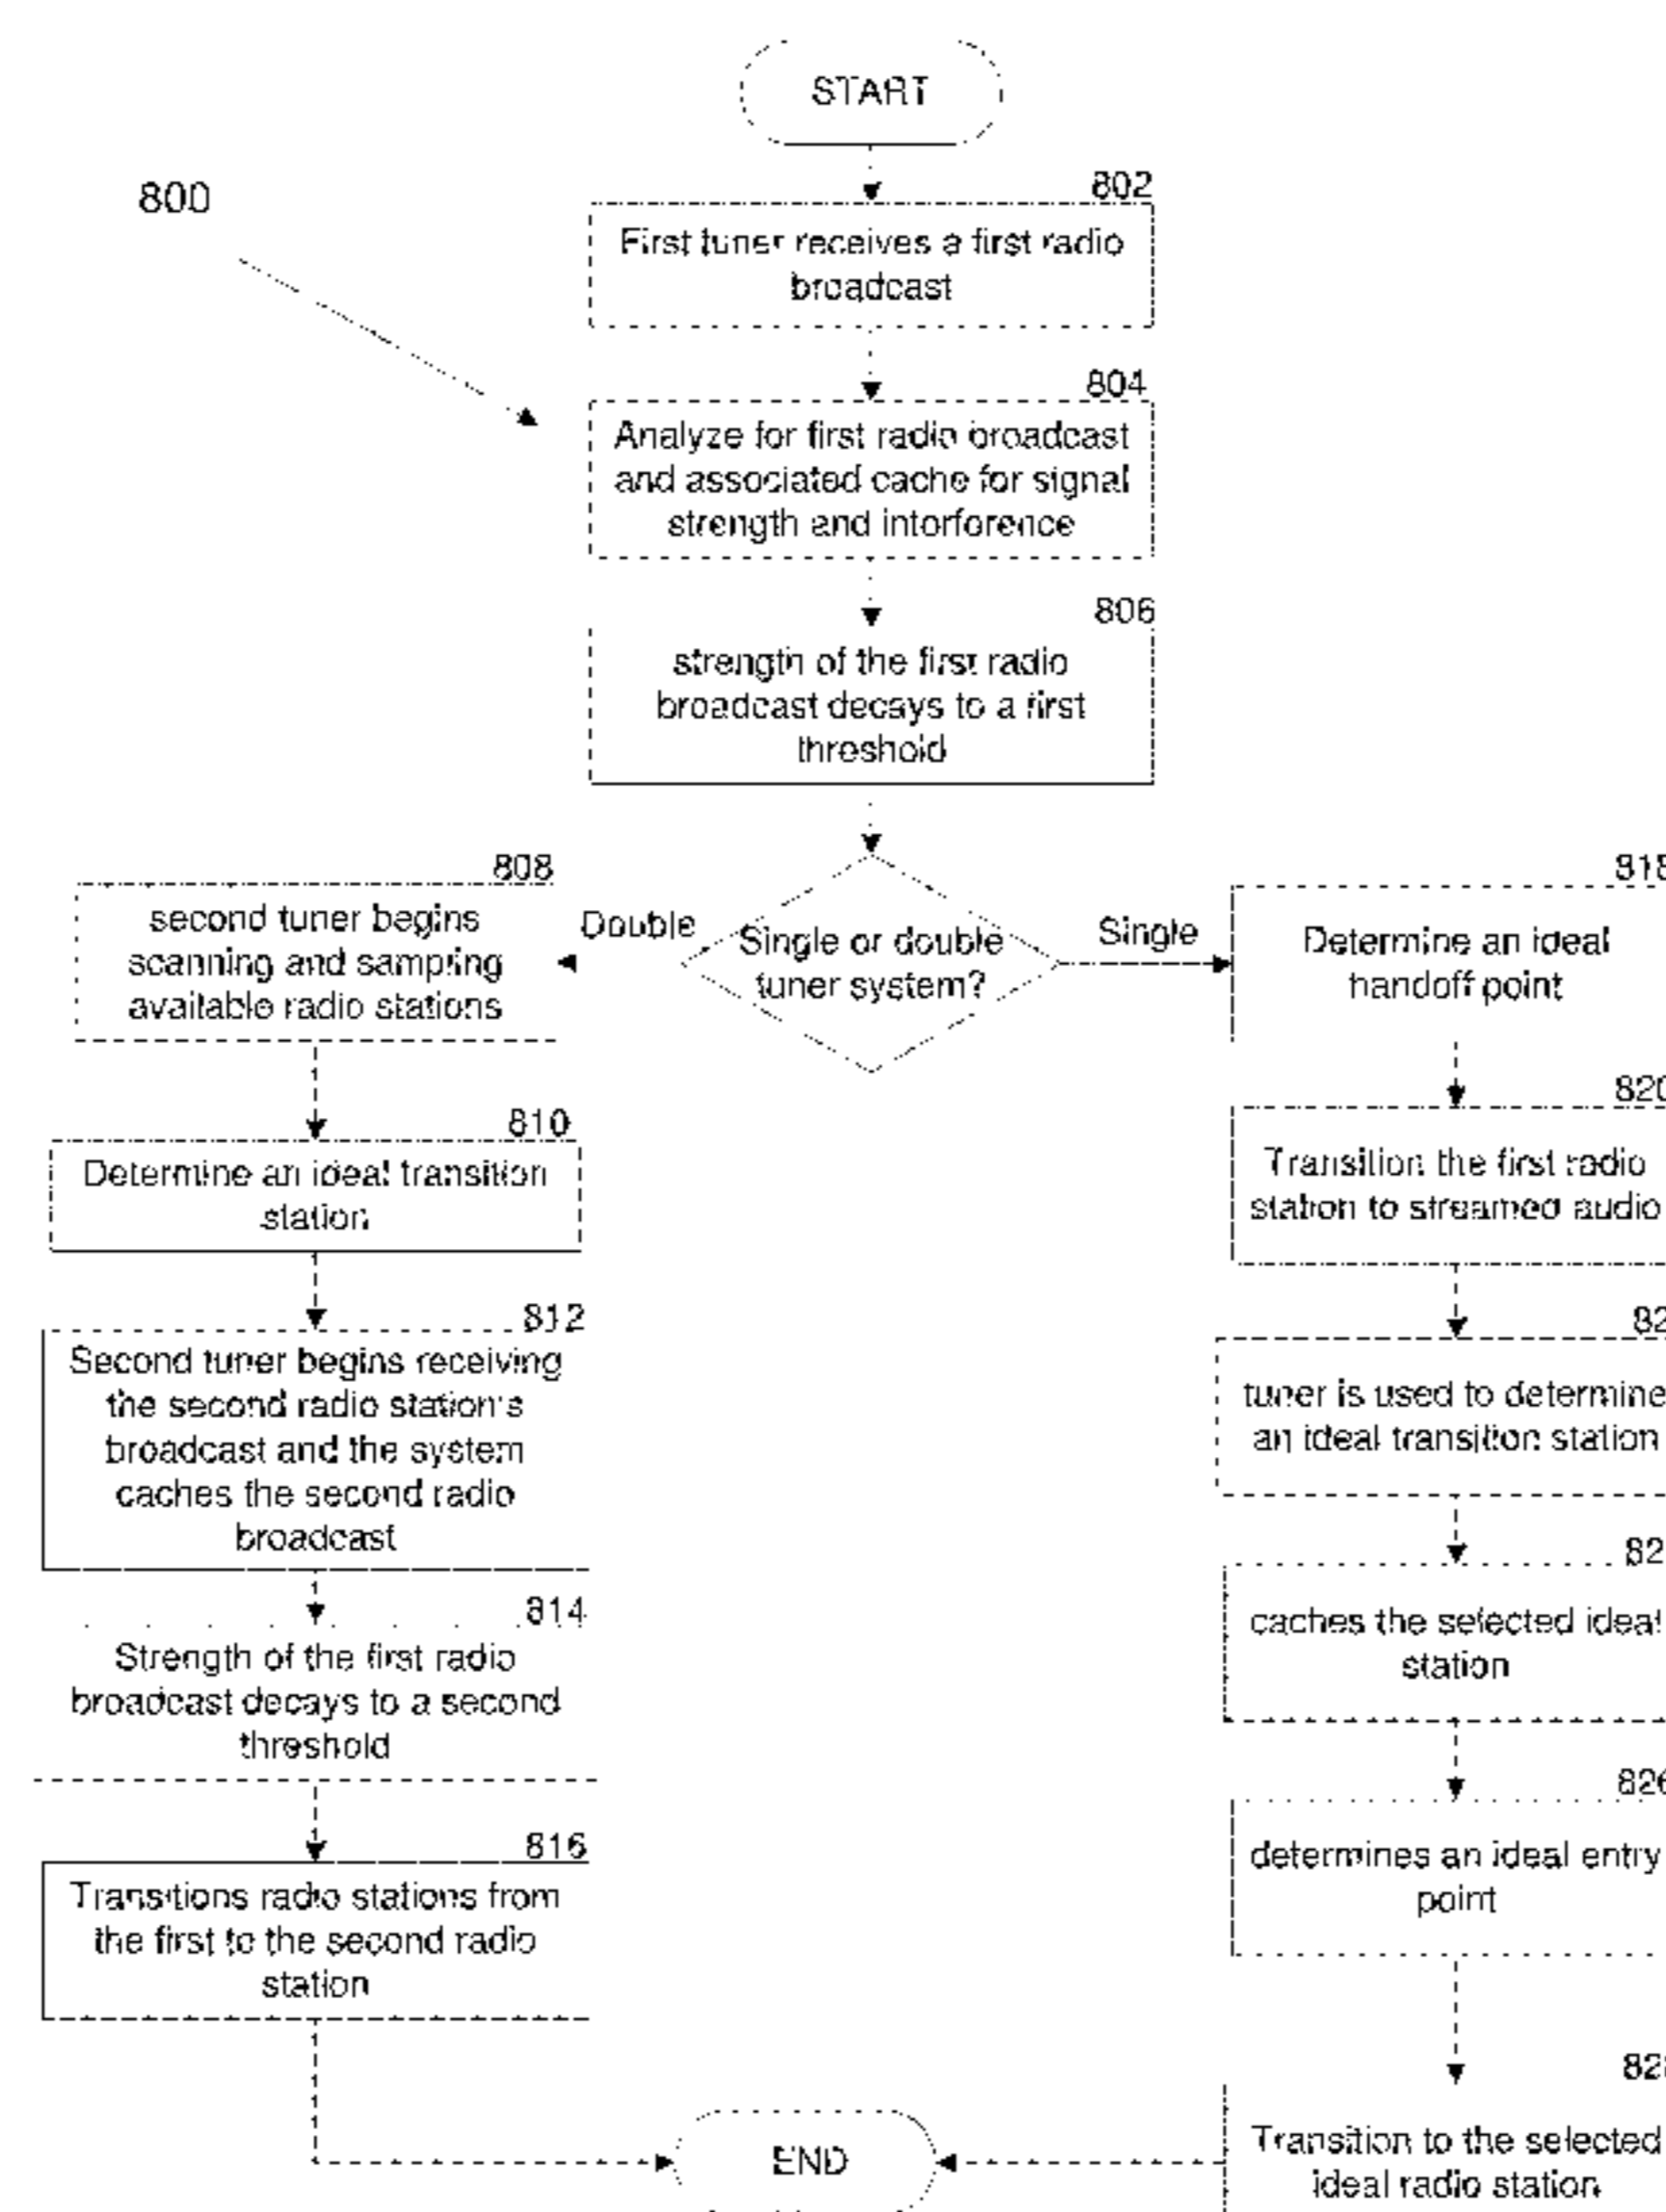 START
800
802
First tuner receives a first radio
broadcast
804
Analyze for first radio broadcast
and associated cache for signal
strength and interference
806
strength of the first radio
broadcast decays to a first
threshold
Single or double
tuner system?
Double
808
second tuner begins
scanning and sampling
available radio stations
810
Determine an ideal transition
station
812
Second tuner begins receiving
the second radio station's
broadcast and the system
caches the second radio
broadcast
814
Strength of the first radio
broadcast decays to a second
threshold
816
Transitions radio stations from
the first to the second radio
station
Single
818
Determine an ideal
handoff point
820
Transition the first radio
station to streamed audio
82
tuner is used to determine
an ideal transition station
82
caches the selected ideal
station
826
determines an ideal entry
point
828
Transition to the selected
ideal radio station
END